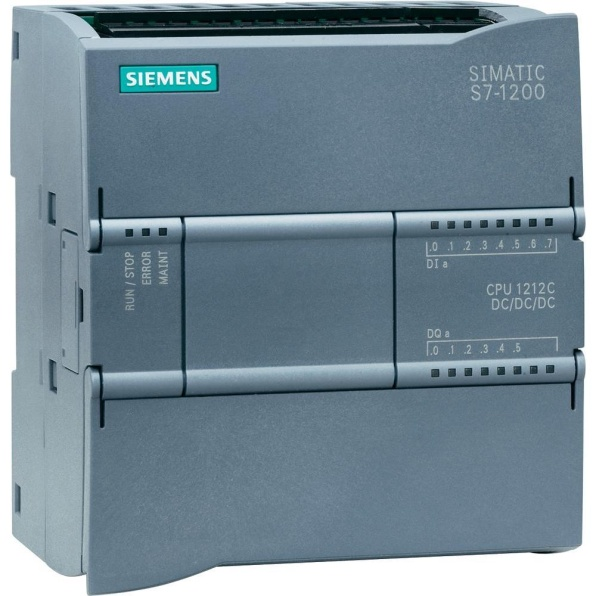 SIEMENS
SIMATIC
S7-1200
RUN / STOP
ERROR
MAINT
.0 .1 .2 .3 .4 .5 .6 .7
DI a
CPU 1212C
DC/DC/DC
DQ a
.0 .1 .2 .3 .4 .5